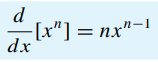 d/dx [xⁿ] = nxⁿ⁻¹